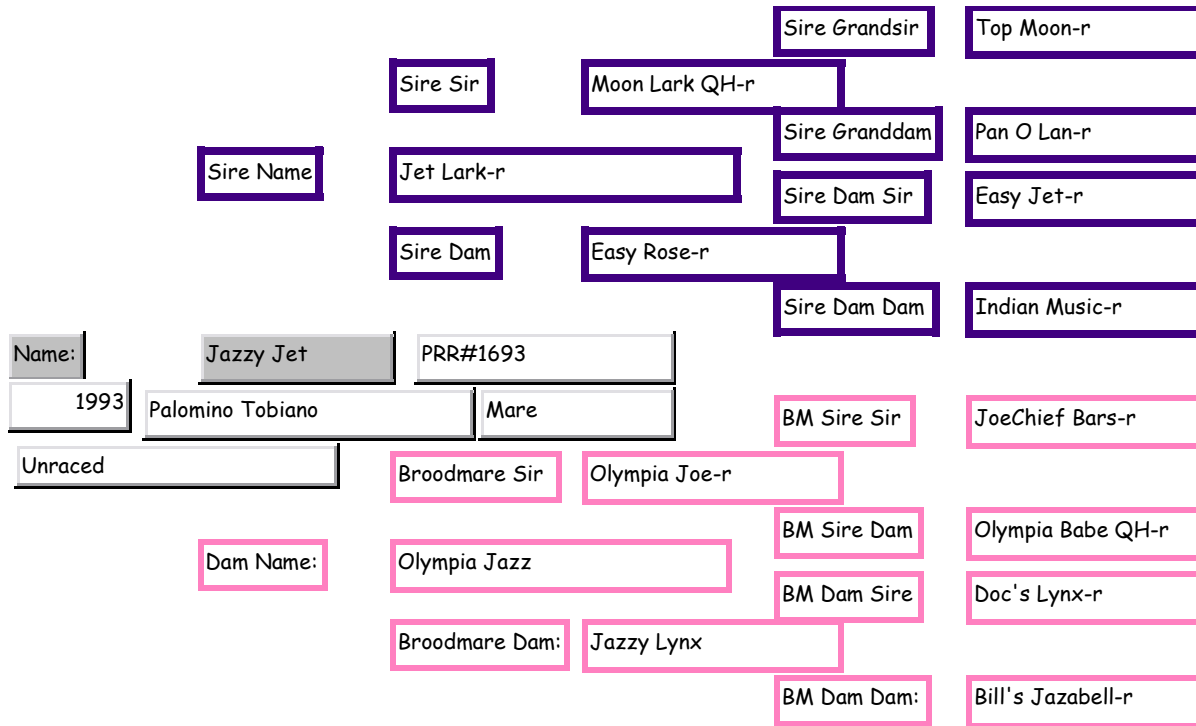 Sire Grandsir Top Moon-r
Sire Sir Moon Lark QH-r
Sire Granddam Pan O Lan-r
Sire Name Jet Lark-r
Sire Dam Sir Easy Jet-r
Sire Dam Easy Rose-r
Sire Dam Dam Indian Music-r
Name: Jazzy Jet PRR#1693
1993 Palomino Tobiano Mare
BM Sire Sir JoeChief Bars-r
Unraced
Broodmare Sir Olympia Joe-r
BM Sire Dam Olympia Babe QH-r
Dam Name: Olympia Jazz
BM Dam Sire Doc's Lynx-r
Broodmare Dam: Jazzy Lynx
BM Dam Dam: Bill's Jazabell-r